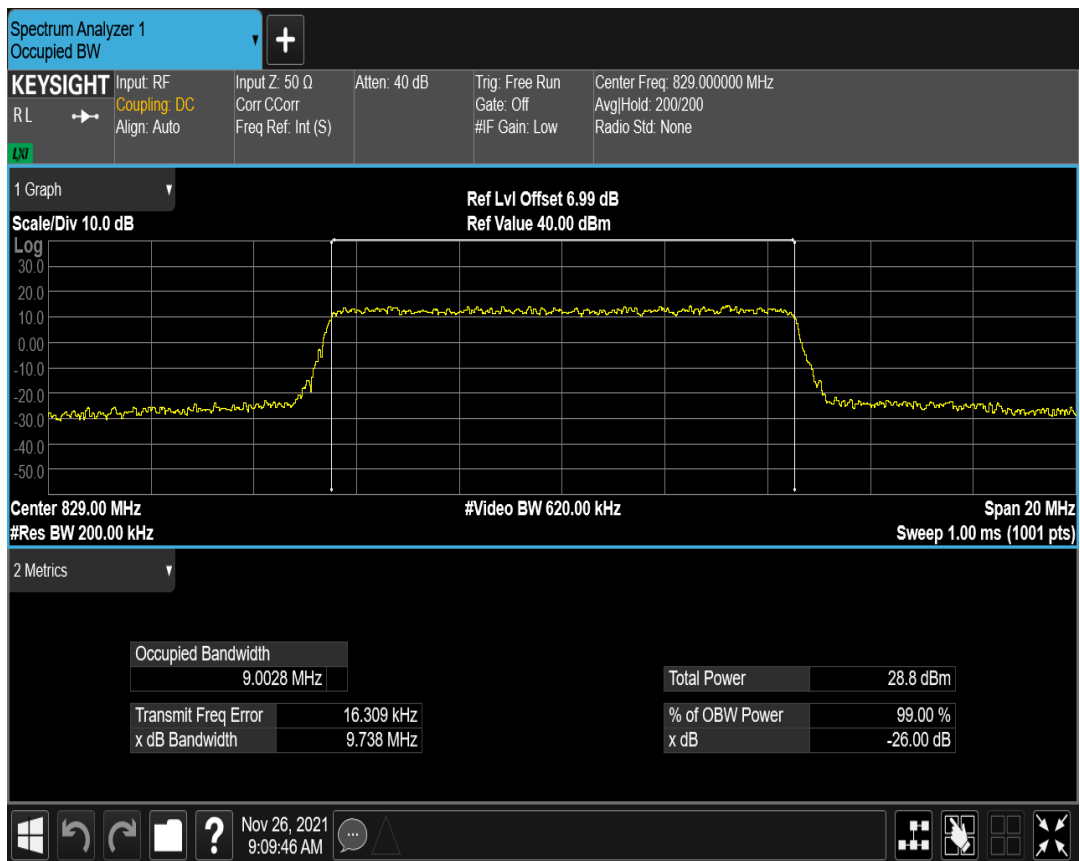 Spectrum Analyzer 1
Occupied BW
+
KEYSIGHT
RL
LXI
Input: RF
Coupling: DC
Align: Auto
Input Z: 50 Ω
Corr CCorr
Freq Ref: Int (S)
Atten: 40 dB
Trig: Free Run
Gate: Off
#IF Gain: Low
Center Freq: 829.000000 MHz
Avg|Hold: 200/200
Radio Std: None
1 Graph
Scale/Div 10.0 dB
Ref Lvl Offset 6.99 dB
Ref Value 40.00 dBm
Log
30.0
20.0
10.0
0.00
-10.0
-20.0
-30.0
-40.0
-50.0
Center 829.00 MHz
#Video BW 620.00 kHz
Span 20 MHz
#Res BW 200.00 kHz
Sweep 1.00 ms (1001 pts)
2 Metrics
Occupied Bandwidth
9.0028 MHz
Transmit Freq Error 16.309 kHz
x dB Bandwidth 9.738 MHz
Total Power 28.8 dBm
% of OBW Power 99.00 %
x dB -26.00 dB
?
Nov 26, 2021
9:09:46 AM